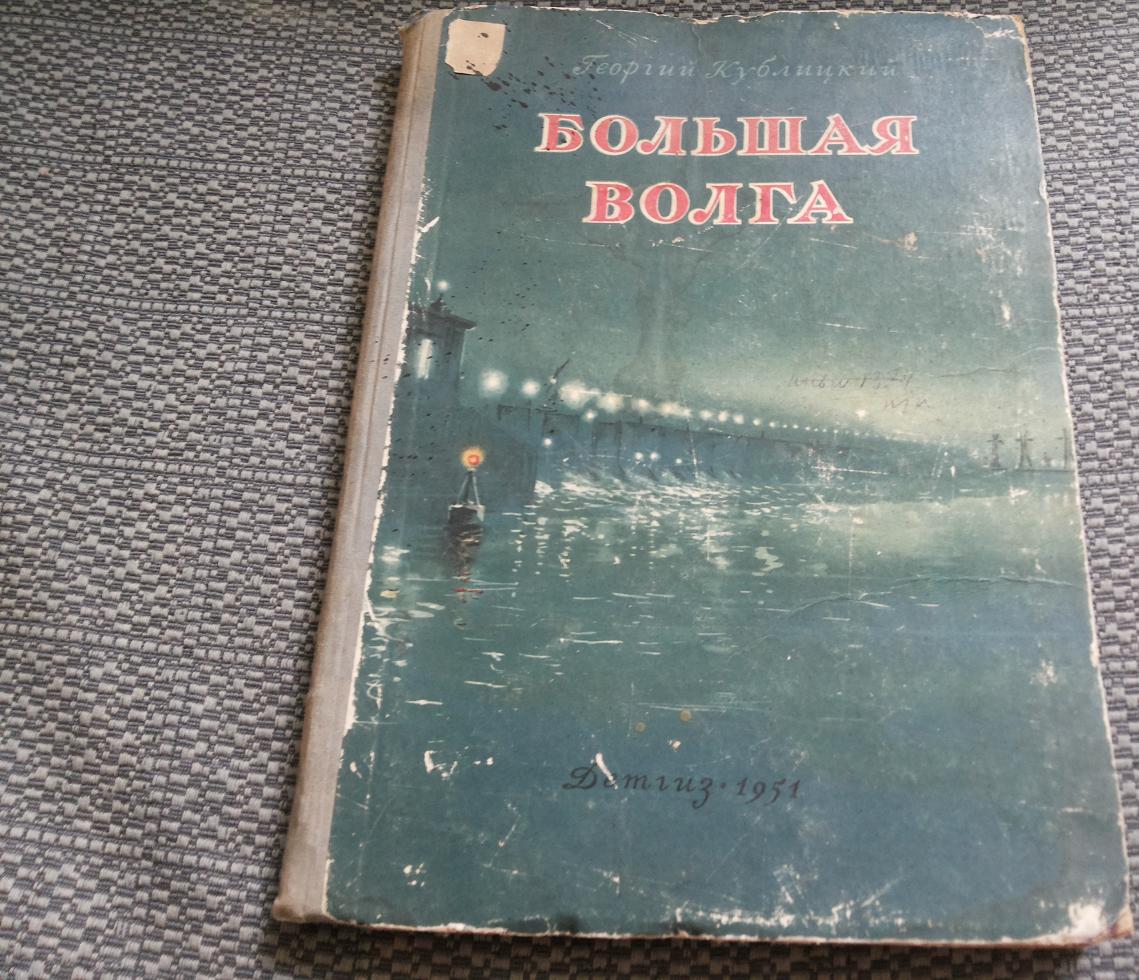 Георгий Кублицкий
БОЛЬШАЯ
ВОЛГА
Детгиз · 1951